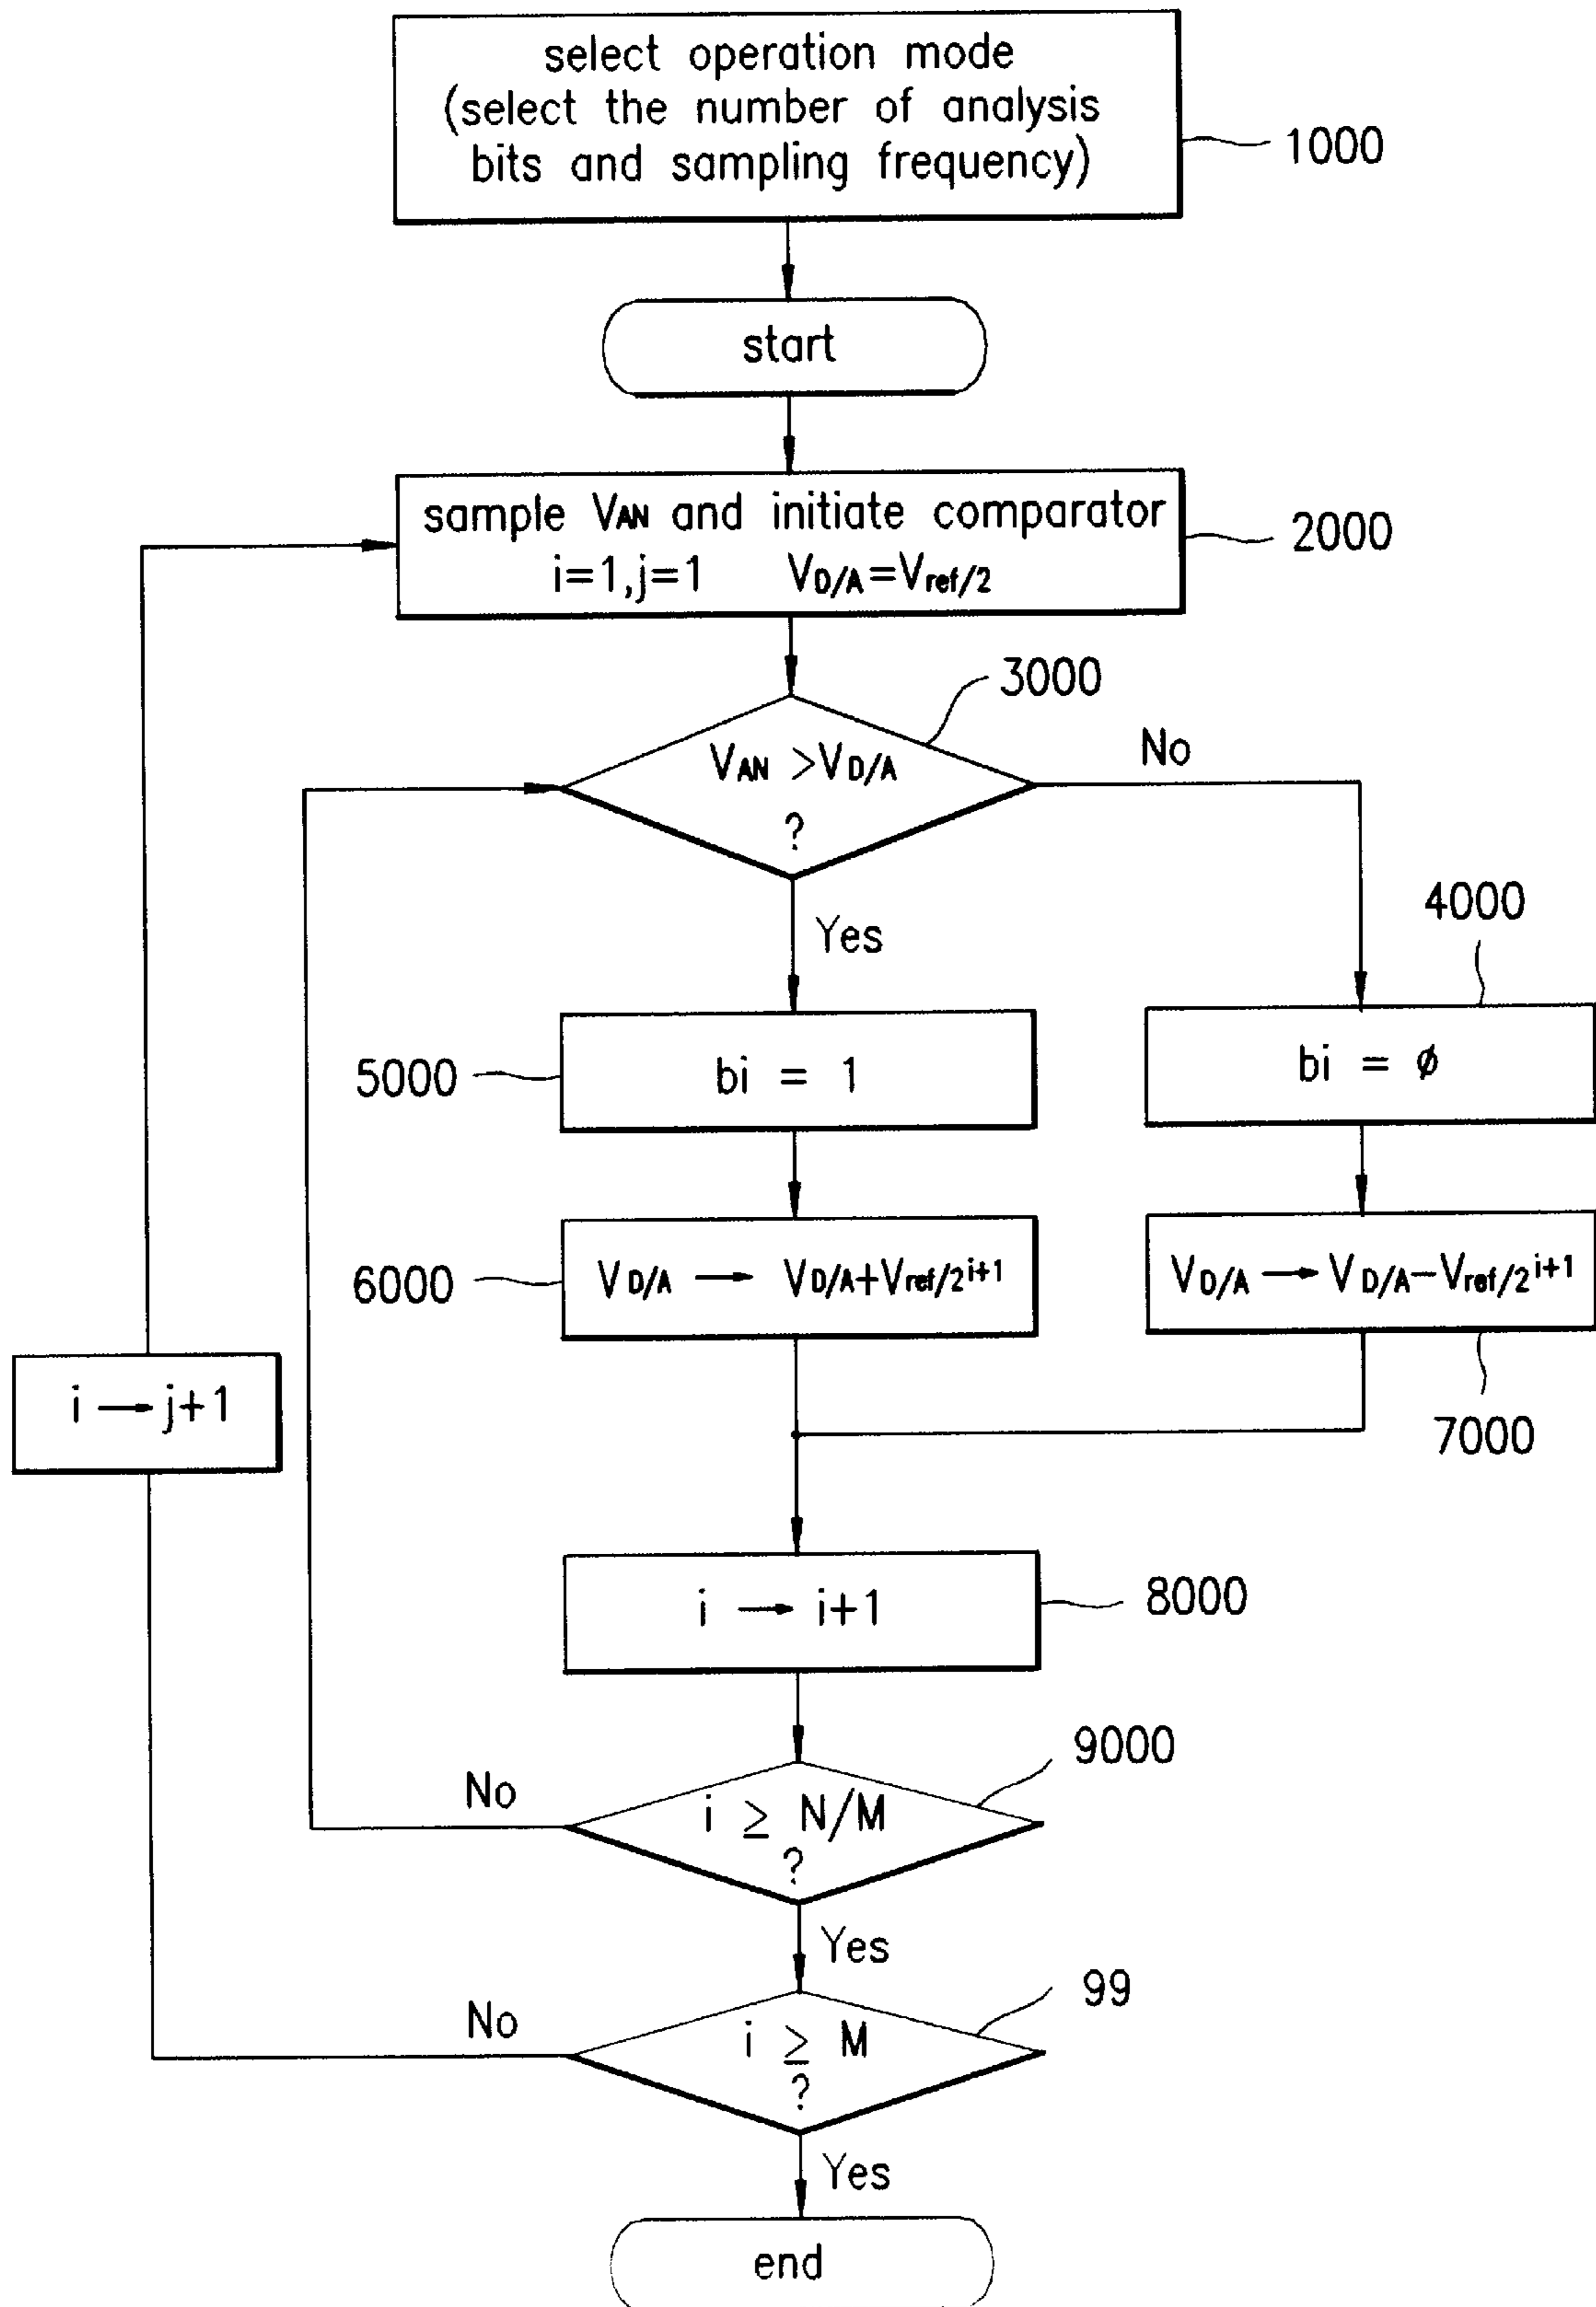 select operation mode
(select the number of analysis
bits and sampling frequency)
1000
start
sample VAN and initiate comparator
i=1,j=1 VD/A=Vref/2
2000
3000
VAN >VD/A
?
No
Yes
4000
5000
bi = 1
bi = ø
6000
VD/A → VD/A+Vref/2i+1
VD/A → VD/A−Vref/2i+1
7000
i → j+1
i → i+1
8000
9000
i ≥ N/M
?
No
Yes
99
i ≥ M
?
No
Yes
end